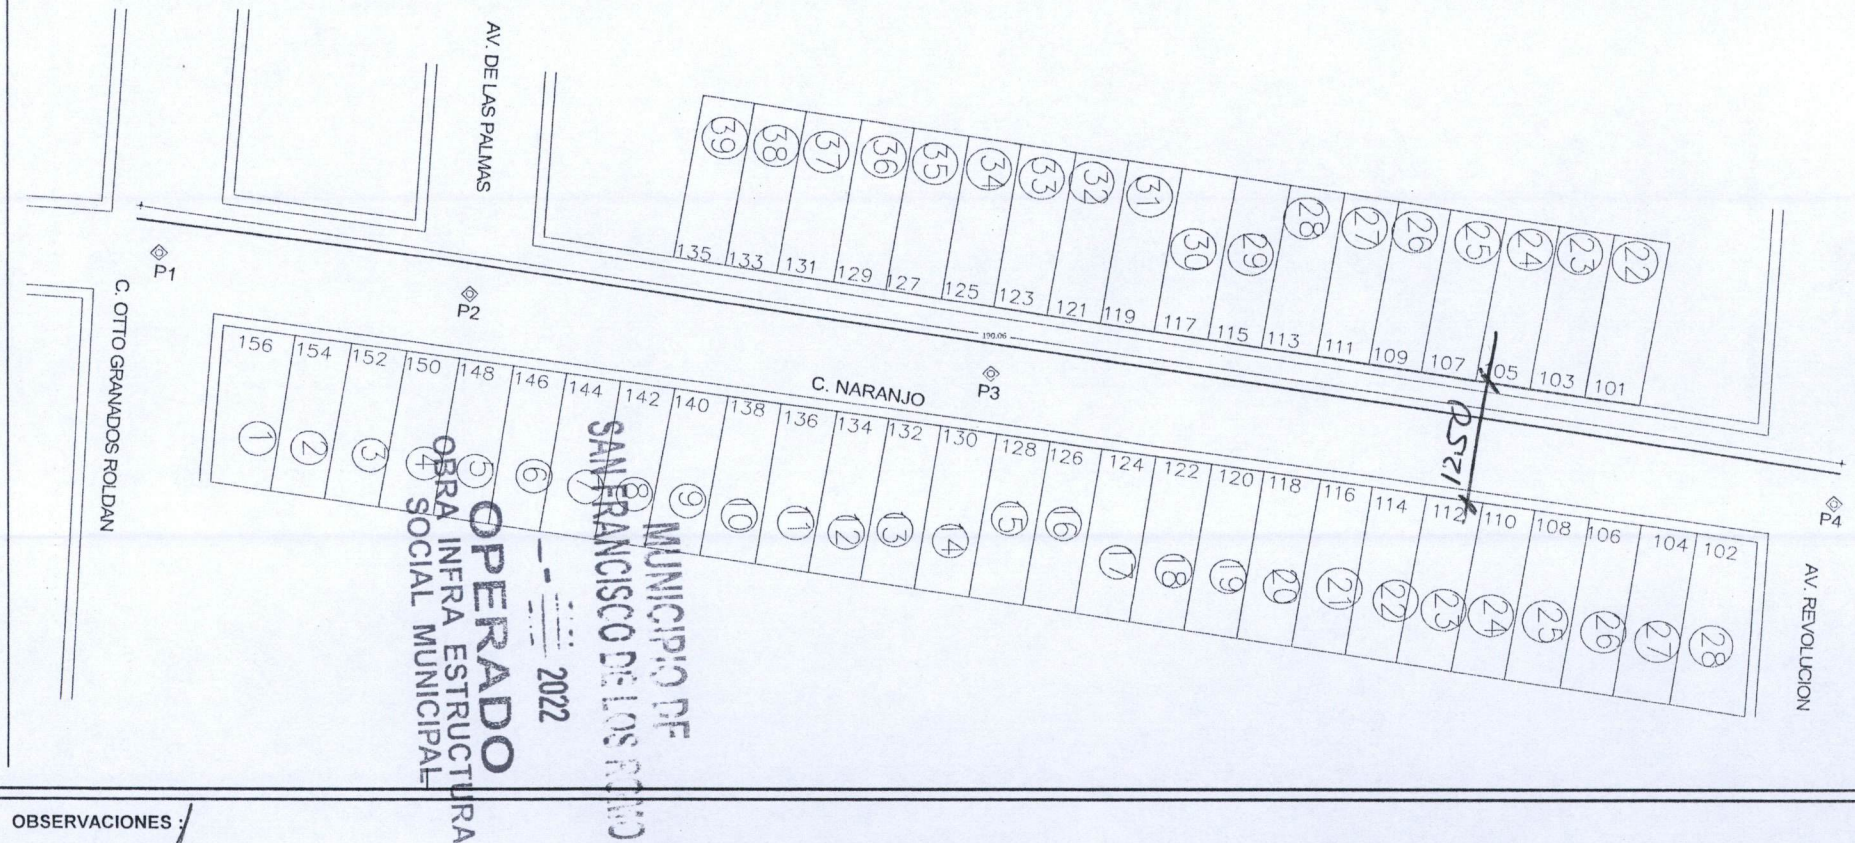 AV. DE LAS PALMAS
39 38 37 36 35 34 33 32 31 30 29 28 27 26 25 24 23 22
135 133 131 129 127 125 123 121 119 117 115 113 111 109 107 105 103 101
P1
P2
190.06
P3
C. NARANJO
12.50
P4
C. OTTO GRANADOS ROLDAN
156 154 152 150 148 146 144 142 140 138 136 134 132 130 128 126 124 122 120 118 116 114 112 110 108 106 104 102
1 2 3 4 5 6 7 8 9 10 11 12 13 14 15 16 17 18 19 20 21 22 23 24 25 26 27 28
AV. REVOLUCION
MUNICIPIO DE
SAN FRANCISCO DE LOS ROMO
2022
OPERADO
OBRA INFRA ESTRUCTURA
SOCIAL MUNICIPAL
OBSERVACIONES :